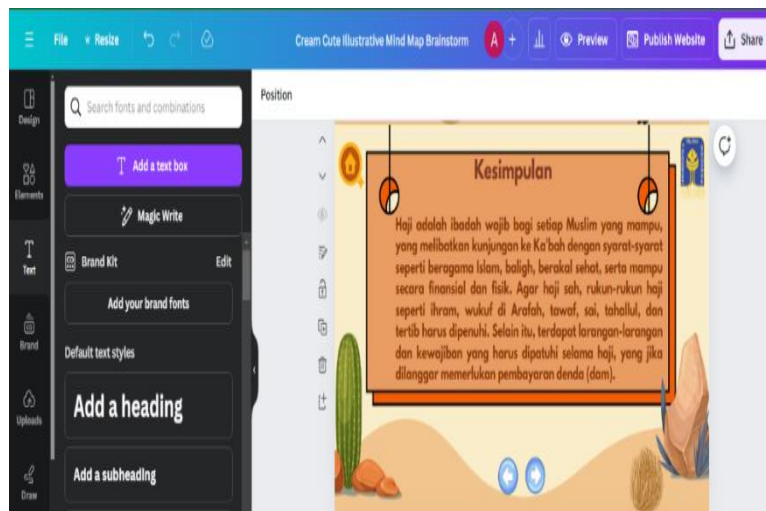 File
Resize
Cream Cute Illustrative Mind Map Brainstorm
A
+
Preview
Publish Website
Share
Design
Elements
Text
Brand
Uploads
Draw
Search fonts and combinations
T Add a text box
Magic Write
Brand Kit
Edit
Add your brand fonts
Default text styles
Add a heading
Add a subheading
Position
Kesimpulan
Haji adalah ibadah wajib bagi setiap Muslim yang mampu,
yang melibatkan kunjungan ke Ka'bah dengan syarat-syarat
seperti beragama Islam, baligh, berakal sehat, serta mampu
secara finansial dan fisik. Agar haji sah, rukun-rukun haji
seperti ihram, wukuf di Arafah, tawaf, sai, tahallul, dan
tertib harus dipenuhi. Selain itu, terdapat larangan-larangan
dan kewajiban yang harus dipatuhi selama haji, yang jika
dilanggar memerlukan pembayaran denda (dam).